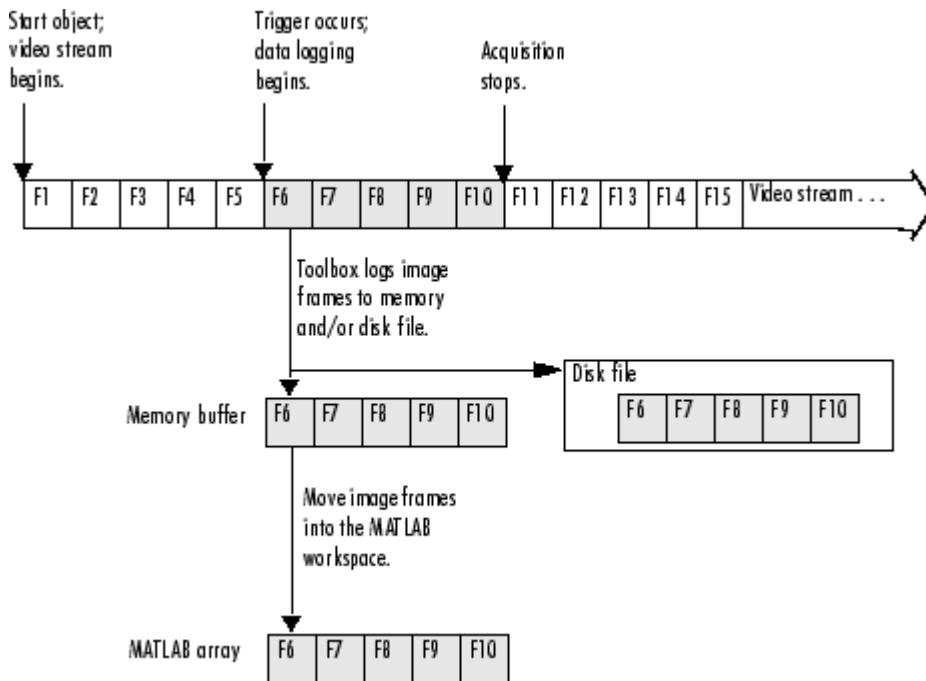 Start object;
video stream
begins.
Trigger occurs;
data logging
begins.
Acquisition
stops.
F1 F2 F3 F4 F5 F6 F7 F8 F9 F10 F11 F12 F13 F14 F15 Video stream . . .
Toolbox logs image
frames to memory
and/or disk file.
Disk file
F6 F7 F8 F9 F10
Memory buffer F6 F7 F8 F9 F10
Move image frames
into the MATLAB
workspace.
MATLAB array F6 F7 F8 F9 F10